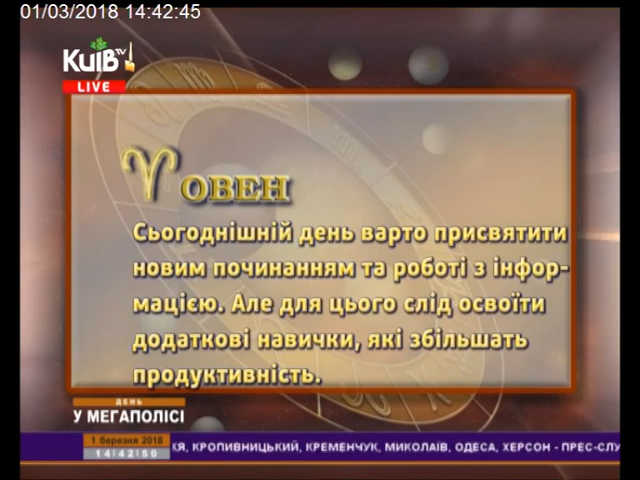 01/03/2018 14:42:45
КиЇВ TV
LIVE
ОВЕН
Сьогоднішній день варто присвятити
новим починанням та роботі з інфор-
мацією. Але для цього слід освоїти
додаткові навички, які збільшать
продуктивність.
ДЕНЬ
У МЕГАПОЛІСІ
1 березня 2018
14:42:50
КРОПИВНИЦЬКИЙ, КРЕМЕНЧУК, МИКОЛАЇВ, ОДЕСА, ХЕРСОН - ПРЕС-СЛУ